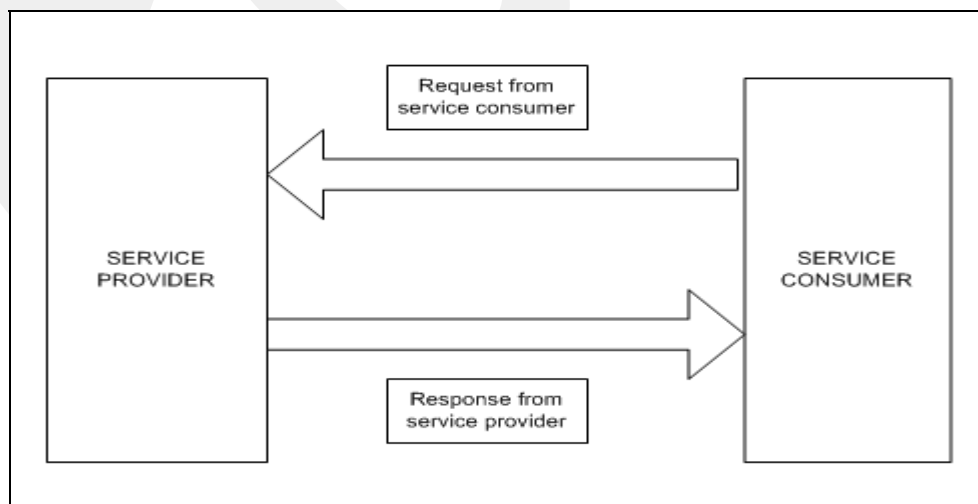 Request from
service consumer
SERVICE
PROVIDER
SERVICE
CONSUMER
Response from
service provider